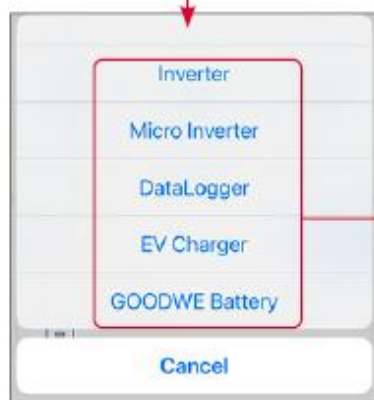 Inverter
Micro Inverter
DataLogger
EV Charger
GOODWE Battery
Cancel